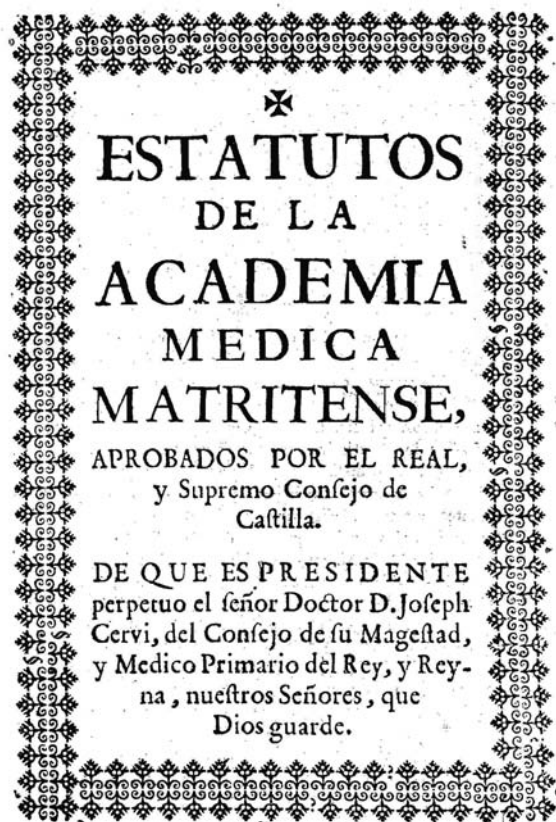 ✠
ESTATUTOS
DE LA
ACADEMIA
MEDICA
MATRITENSE,
APROBADOS POR EL REAL,
y Supremo Conſejo de
Caſtilla.
DE QUE ES PRESIDENTE
perpetuo el ſeñor Doctor D. Joſeph
Cervi, del Conſejo de ſu Mageſtad,
y Medico Primario del Rey, y Rey-
na, nueſtros Señores, que
Dios guarde.